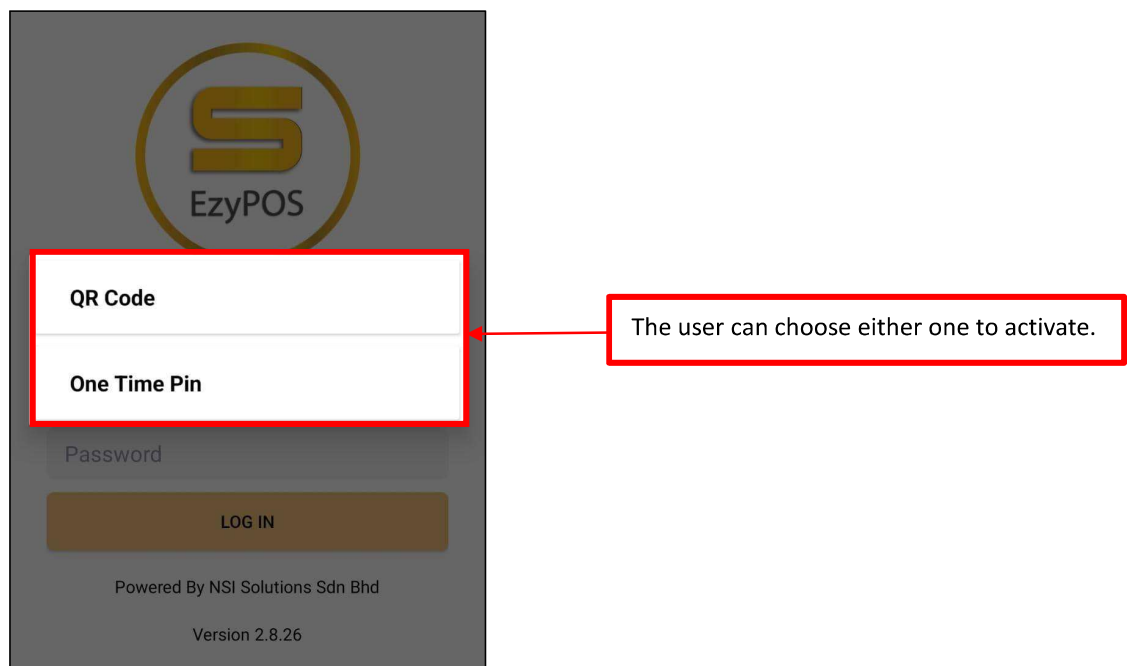 EzyPOS
QR Code
One Time Pin
Password
LOG IN
Powered By NSI Solutions Sdn Bhd
Version 2.8.26
The user can choose either one to activate.